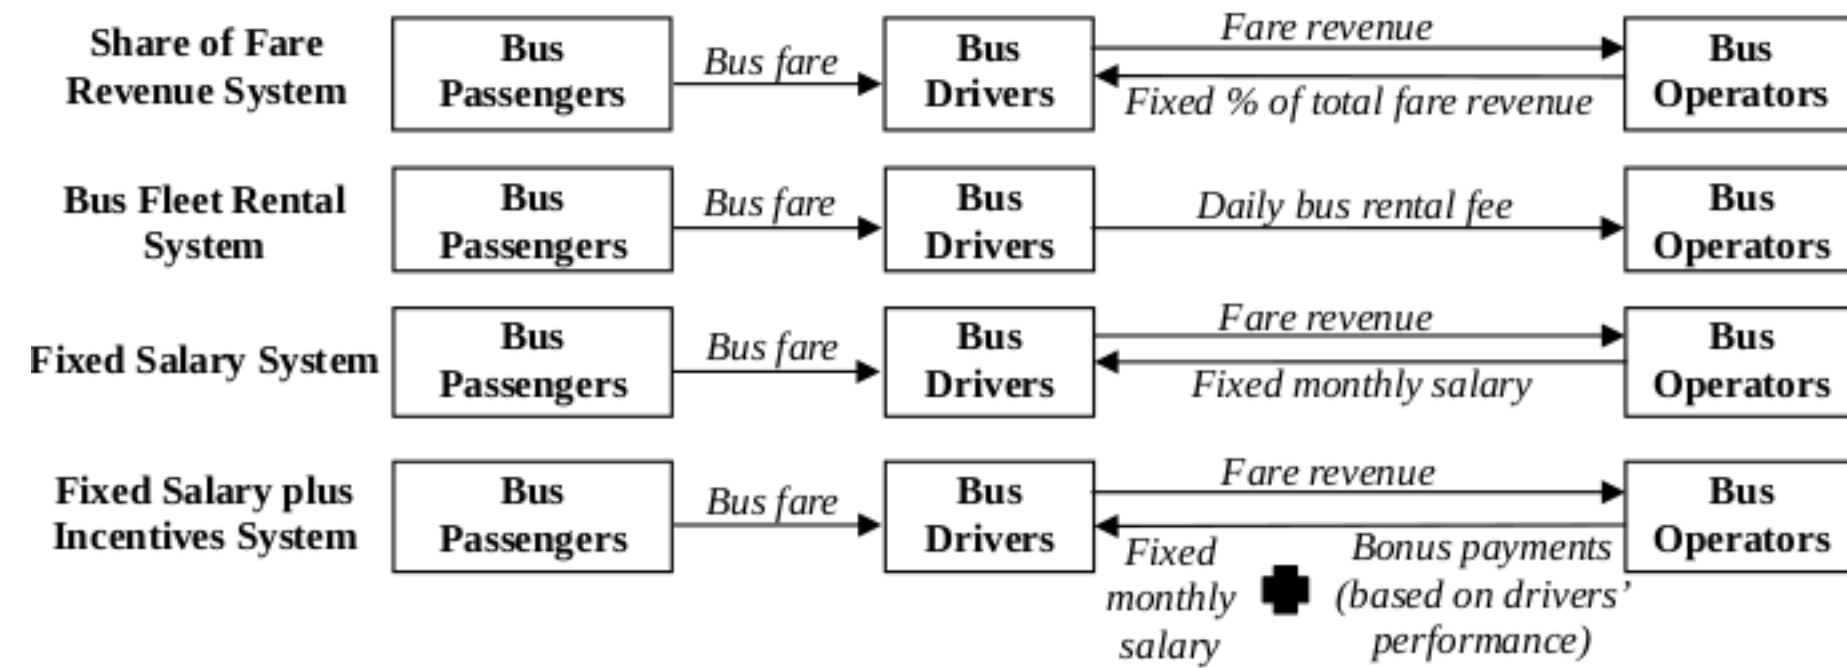 Share of Fare
Revenue System
Bus
Passengers
Bus fare
Bus
Drivers
Fare revenue
Fixed % of total fare revenue
Bus
Operators
Bus Fleet Rental
System
Bus
Passengers
Bus fare
Bus
Drivers
Daily bus rental fee
Bus
Operators
Fixed Salary System
Bus
Passengers
Bus fare
Bus
Drivers
Fare revenue
Fixed monthly salary
Bus
Operators
Fixed Salary plus
Incentives System
Bus
Passengers
Bus fare
Bus
Drivers
Fare revenue
Fixed
monthly
salary
Bonus payments
(based on drivers’
performance)
Bus
Operators